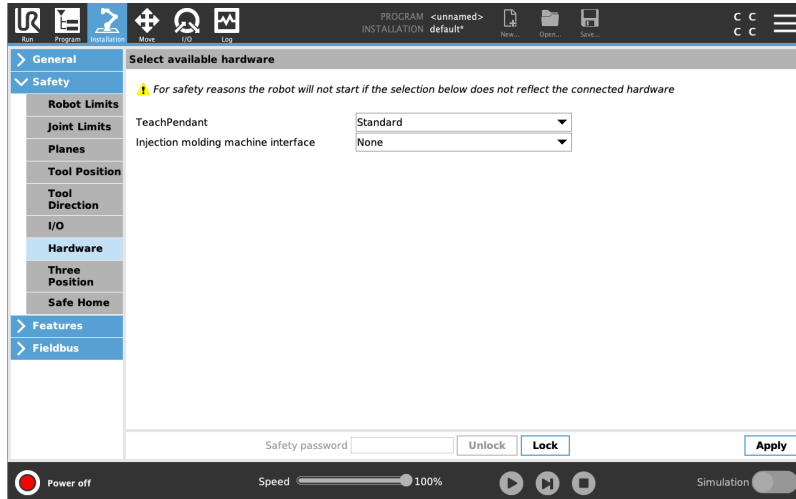 PROGRAM <unnamed>
INSTALLATION default*
Run
Program
Installation
Move
I/O
Log
New...
Open...
Save...
C C
C C
General
Safety
Robot Limits
Joint Limits
Planes
Tool Position
Tool
Direction
I/O
Hardware
Three
Position
Safe Home
Features
Fieldbus
Select available hardware
For safety reasons the robot will not start if the selection below does not reflect the connected hardware
TeachPendant Standard
Injection molding machine interface None
Safety password Unlock Lock Apply
Power off Speed 100% Simulation